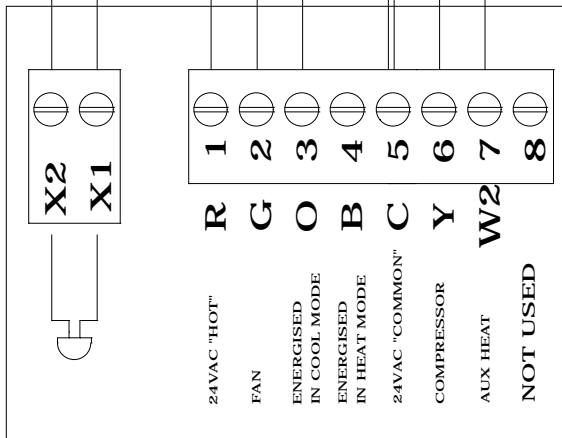 X2
X1
1
2
3
4
5
6
7
8
R
G
O
B
C
Y
W2
24VAC "HOT"
FAN
ENERGISED
IN COOL MODE
ENERGISED
IN HEAT MODE
24VAC "COMMON"
COMPRESSOR
AUX HEAT
NOT USED